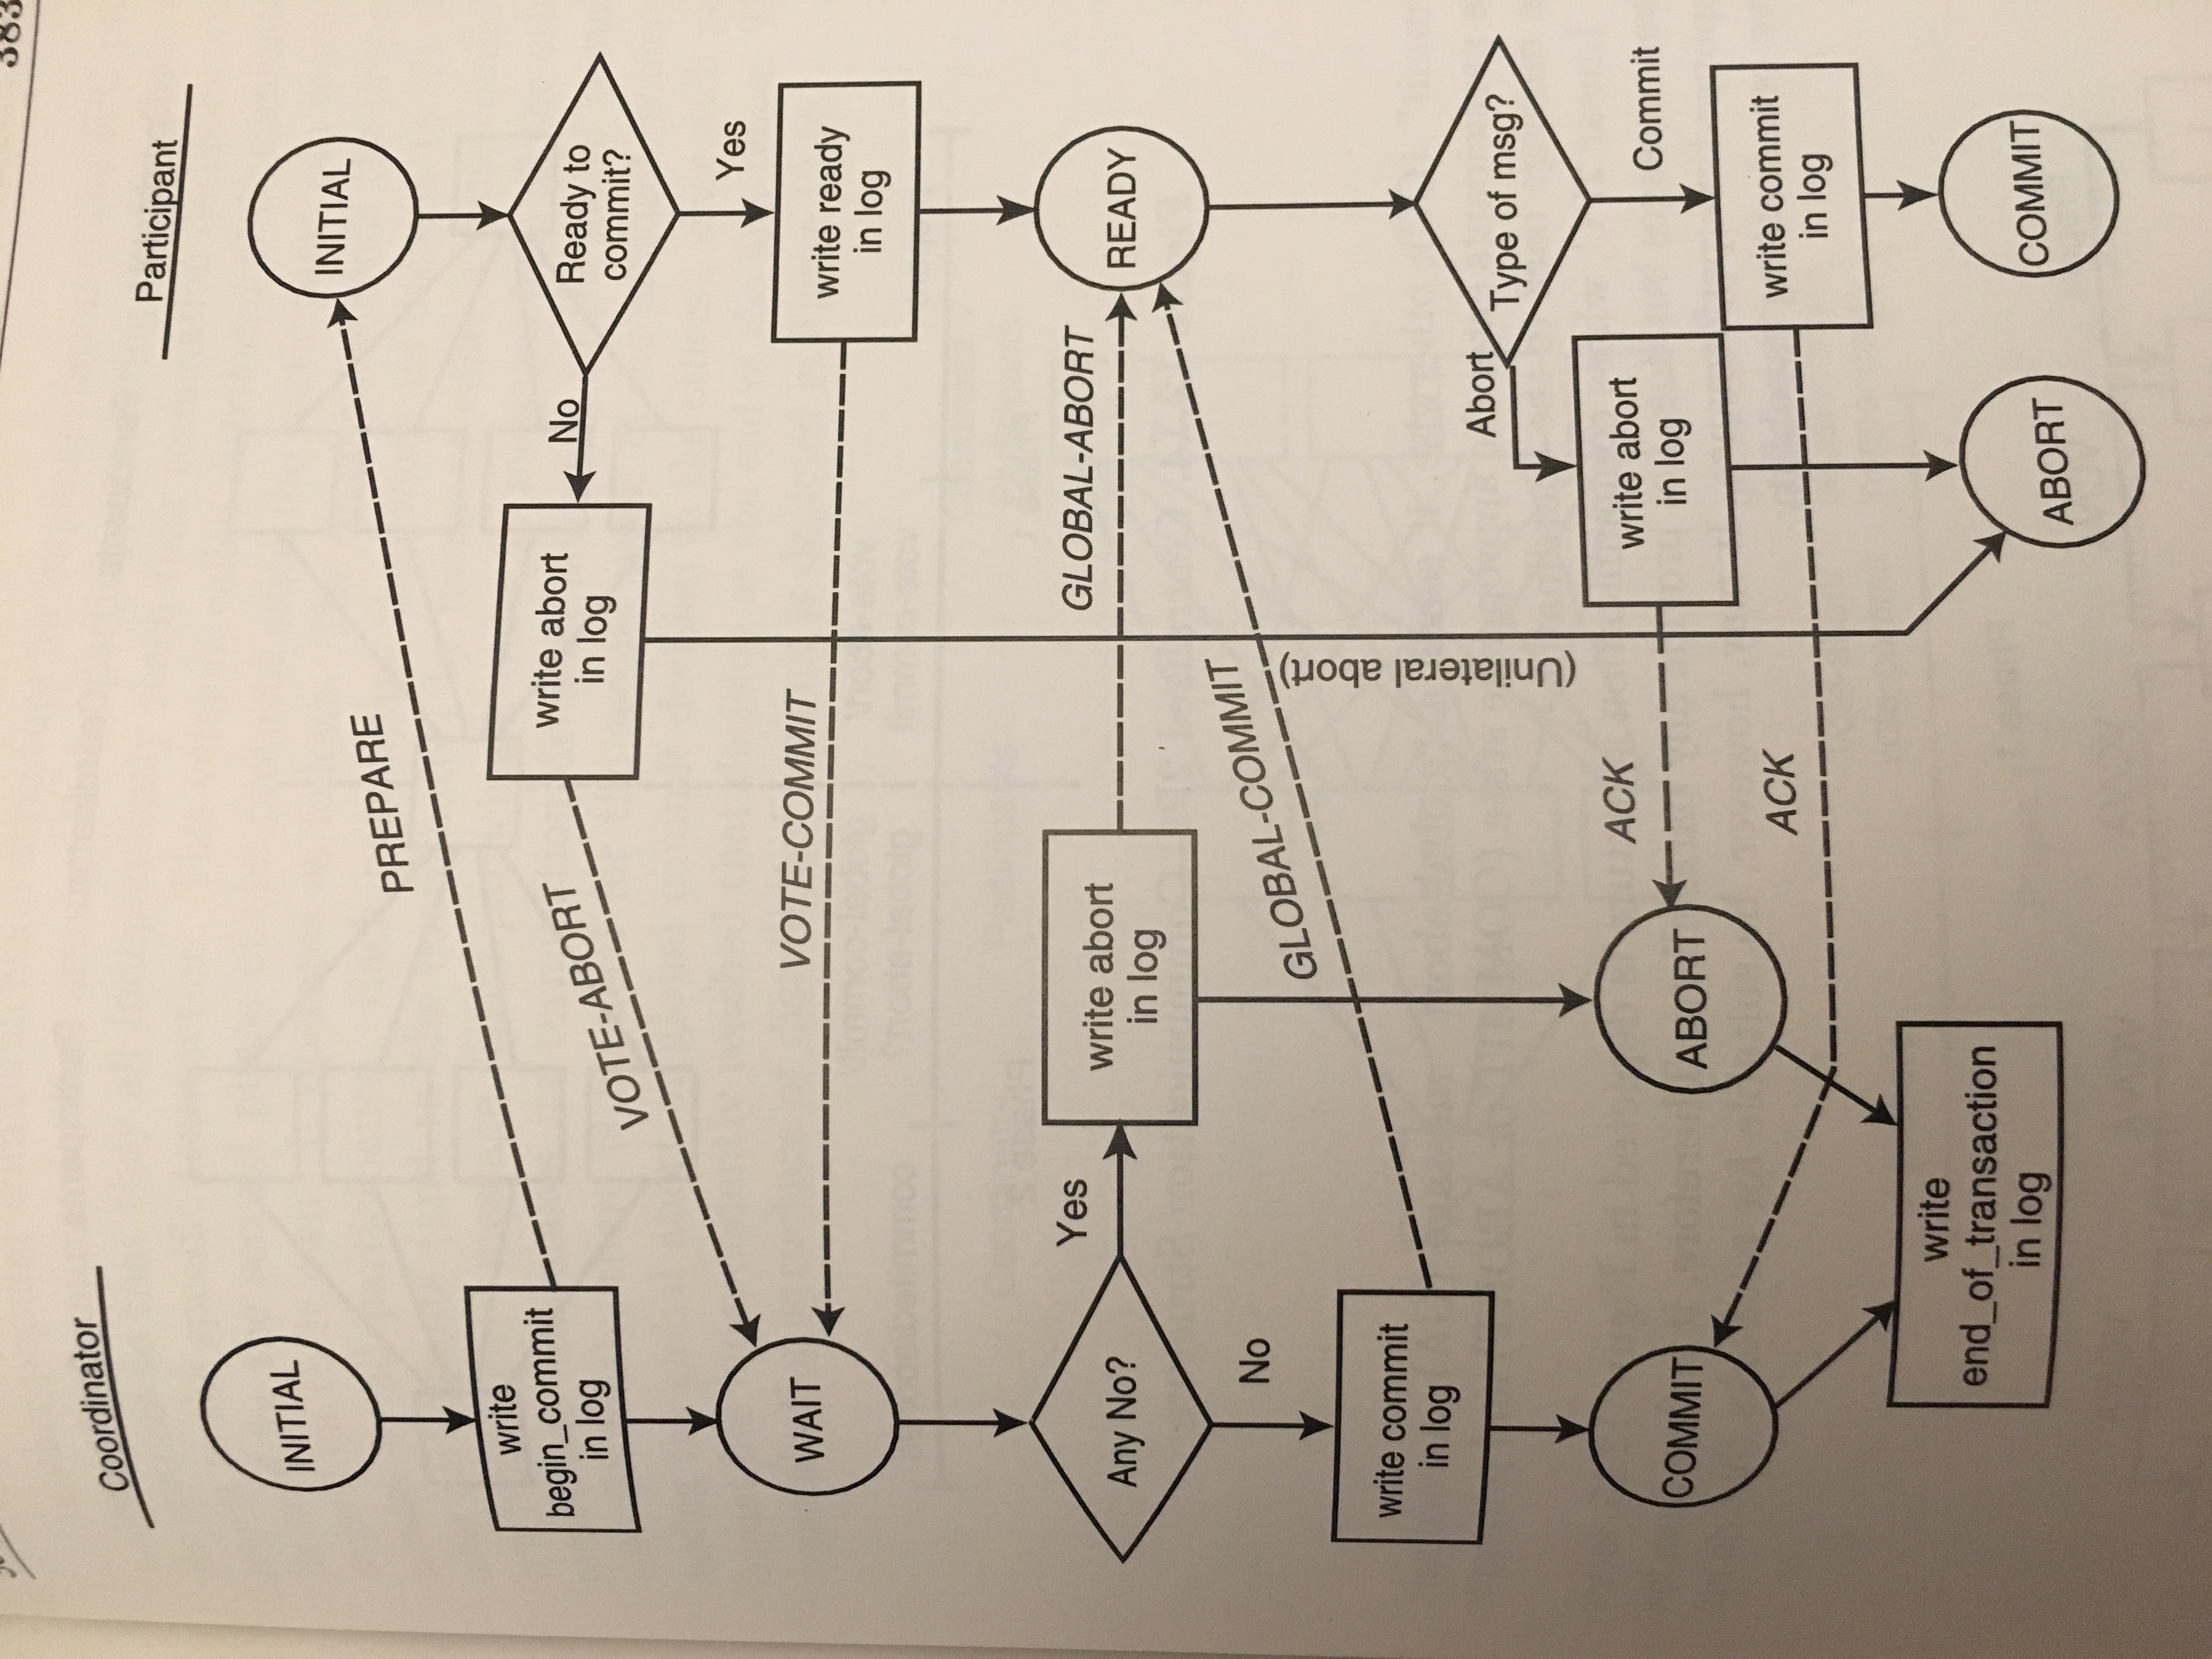 383
Coordinator
Participant
INITIAL
INITIAL
PREPARE
write
begin_commit
in log
write abort
in log
No
Ready to
commit?
VOTE-ABORT
Yes
WAIT
VOTE-COMMIT
write ready
in log
Any No?
Yes
write abort
in log
GLOBAL-ABORT
READY
No
GLOBAL-COMMIT
(Unilateral abort)
write commit
in log
Abort
Type of msg?
COMMIT
ABORT
ACK
write abort
in log
Commit
ACK
write commit
in log
write
end_of_transaction
in log
ABORT
COMMIT